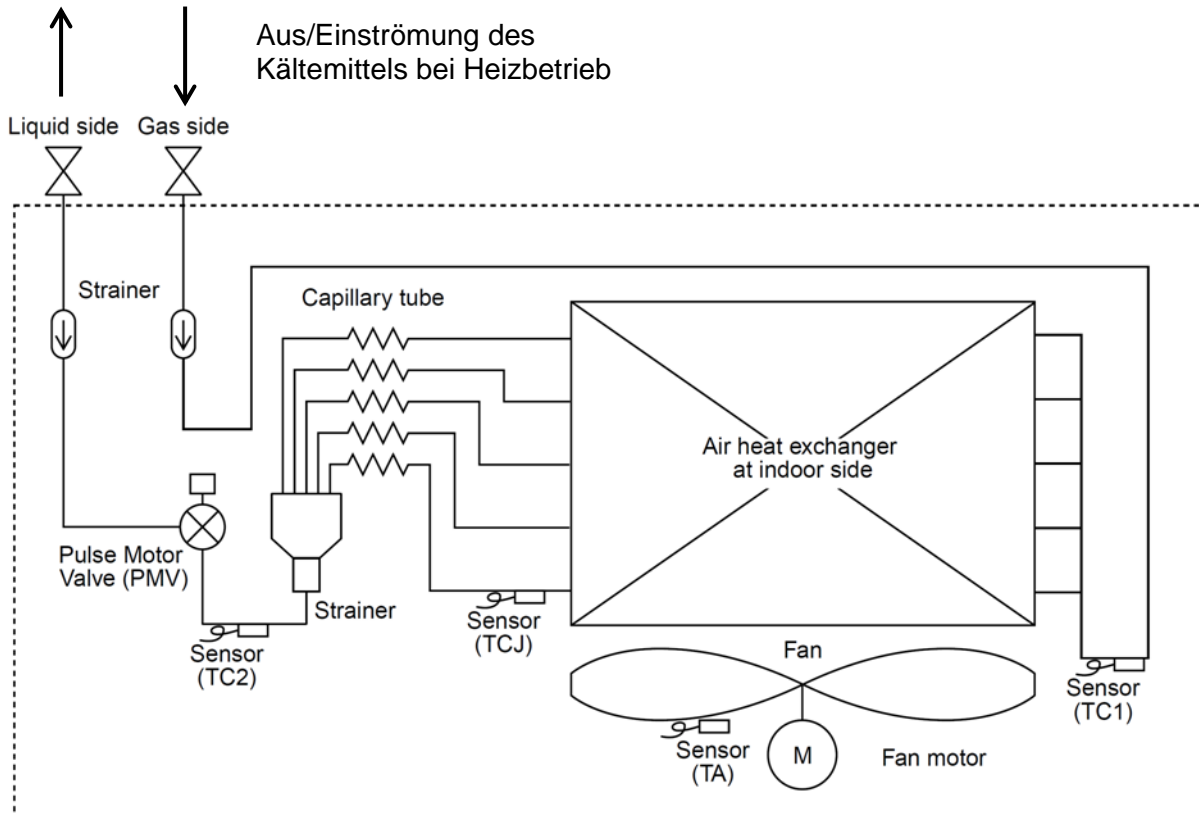 Aus/Einströmung des
Kältemittels bei Heizbetrieb
Liquid side
Gas side
Strainer
Capillary tube
Air heat exchanger
at indoor side
Pulse Motor
Valve (PMV)
Strainer
Sensor
(TC2)
Sensor
(TCJ)
Fan
Sensor
(TC1)
Sensor
(TA)
M
Fan motor